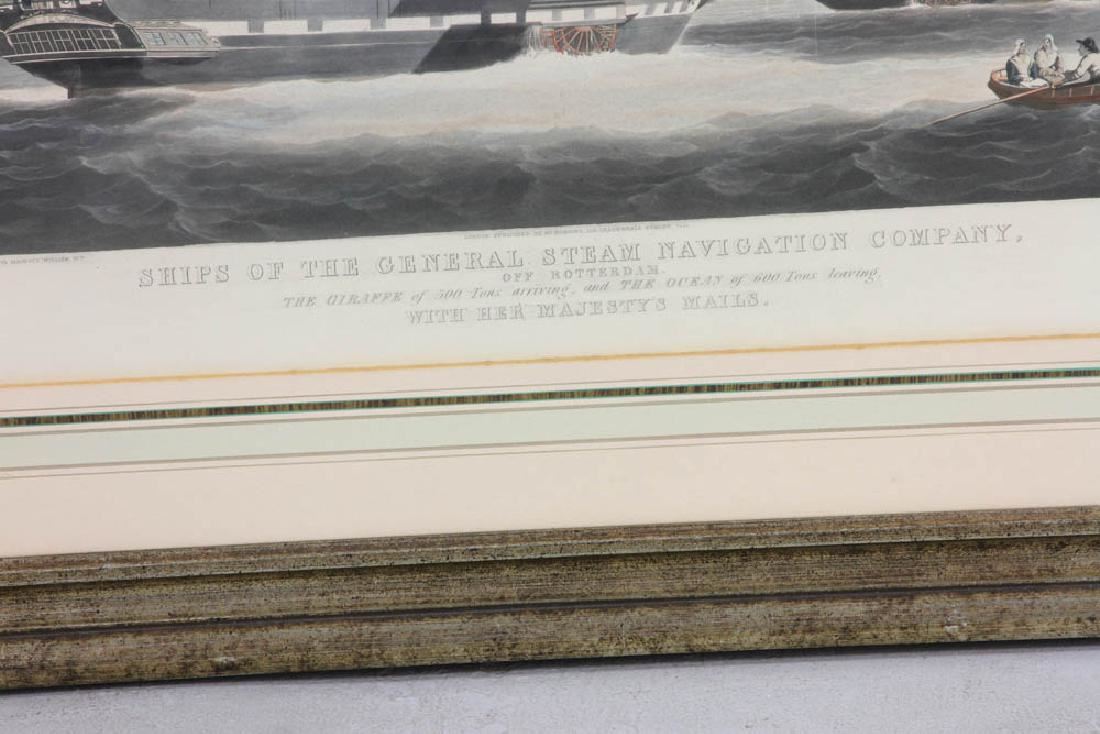 SHIPS OF THE GENERAL STEAM NAVIGATION COMPANY,
OFF ROTTERDAM.
THE GIRAFFE of 500 Tons arriving, and THE OCEAN of 600 Tons leaving,
WITH HER MAJESTY'S MAILS.